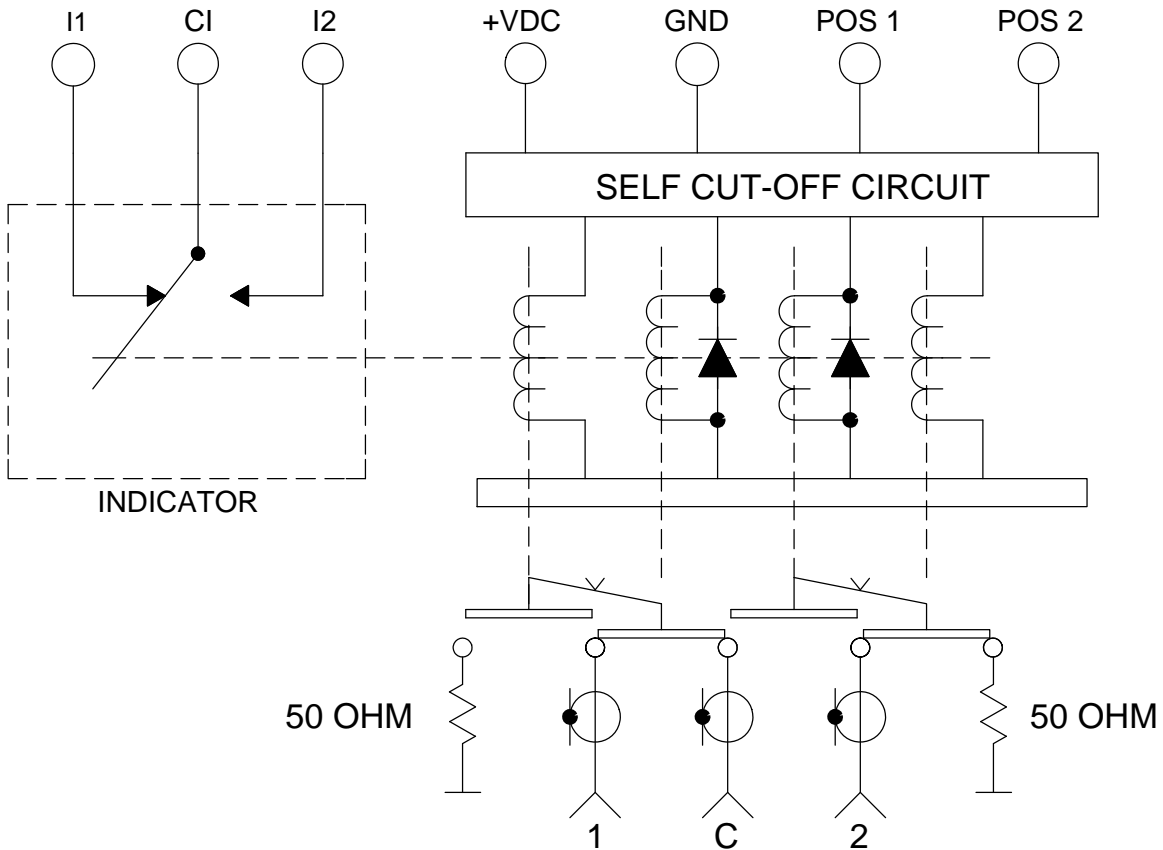 I1 CI I2 +VDC GND POS 1 POS 2
SELF CUT-OFF CIRCUIT
INDICATOR
50 OHM 50 OHM
1 C 2